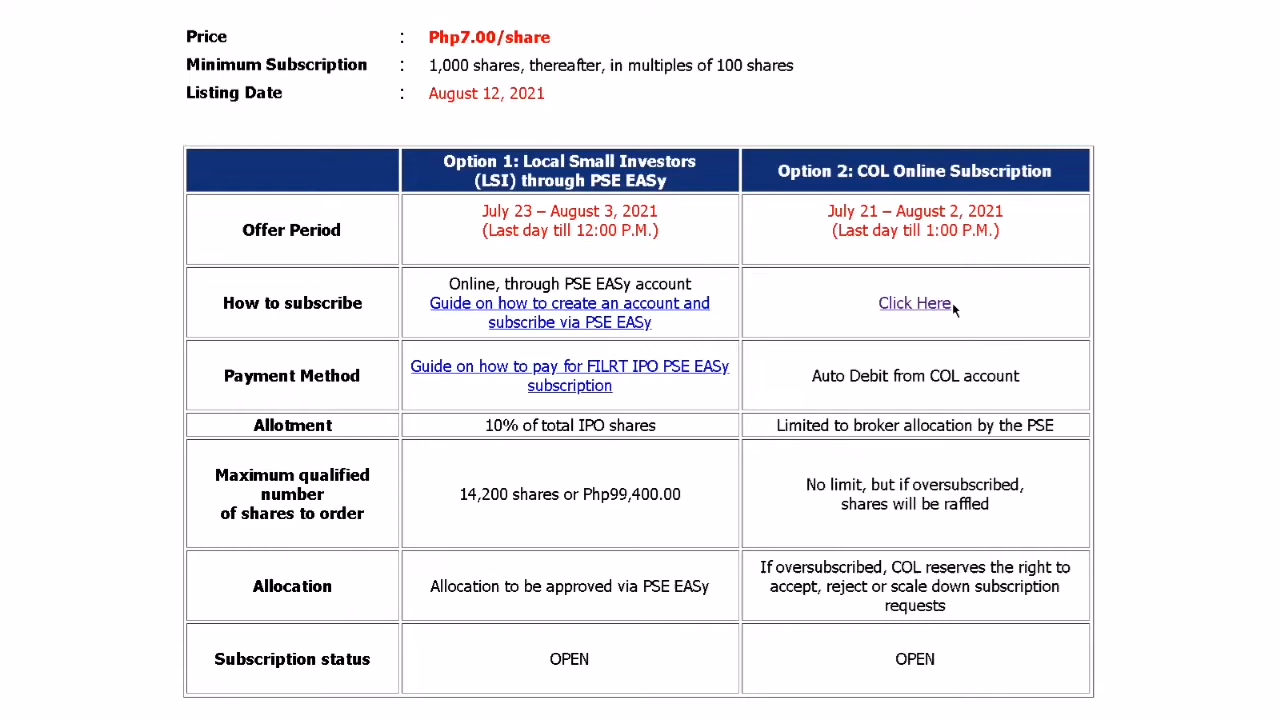 Price : Php7.00/share
Minimum Subscription : 1,000 shares, thereafter, in multiples of 100 shares
Listing Date : August 12, 2021
Option 1: Local Small Investors
(LSI) through PSE EASy
Option 2: COL Online Subscription
Offer Period
July 23 – August 3, 2021
(Last day till 12:00 P.M.)
July 21 – August 2, 2021
(Last day till 1:00 P.M.)
How to subscribe
Online, through PSE EASy account
Guide on how to create an account and
subscribe via PSE EASy
Click Here
Payment Method
Guide on how to pay for FILRT IPO PSE EASy
subscription
Auto Debit from COL account
Allotment
10% of total IPO shares
Limited to broker allocation by the PSE
Maximum qualified
number
of shares to order
14,200 shares or Php99,400.00
No limit, but if oversubscribed,
shares will be raffled
Allocation
Allocation to be approved via PSE EASy
If oversubscribed, COL reserves the right to
accept, reject or scale down subscription
requests
Subscription status
OPEN
OPEN